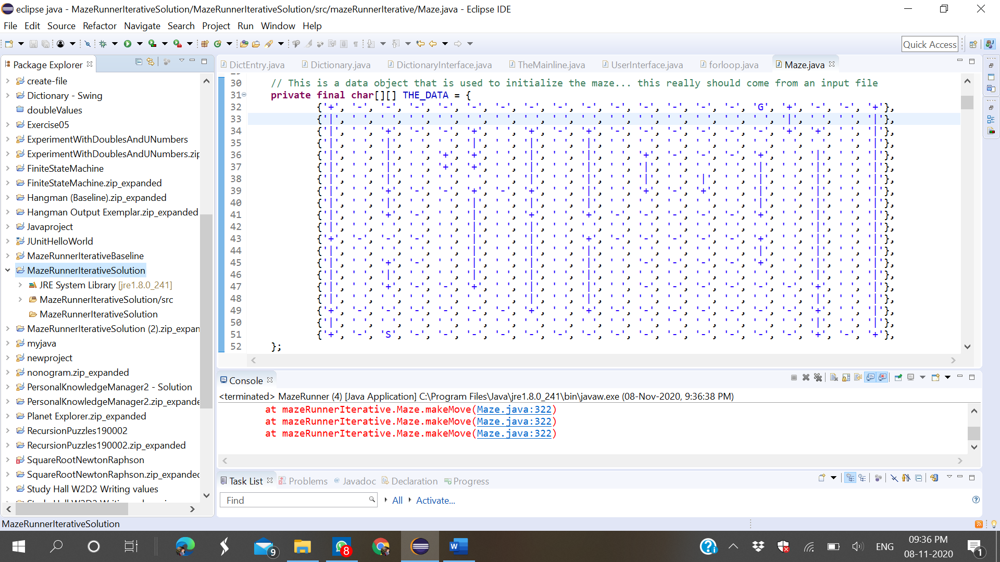 eclipse java - MazeRunnerIterativeSolution/MazeRunnerIterativeSolution/src/mazeRunnerIterative/Maze.java - Eclipse IDE
File Edit Source Refactor Navigate Search Project Run Window Help
Quick Access
Package Explorer
create-file
Dictionary - Swing
doubleValues
Exercise05
ExperimentWithDoublesAndUNumbers
ExperimentWithDoublesAndUNumbers.zip
FiniteStateMachine
FiniteStateMachine.zip_expanded
Hangman (Baseline).zip_expanded
Hangman Output Exemplar.zip_expanded
Javaproject
JUnitHelloWorld
MazeRunnerIterativeBaseline
MazeRunnerIterativeSolution
JRE System Library [jre1.8.0_241]
MazeRunnerIterativeSolution/src
MazeRunnerIterativeSolution
MazeRunnerIterativeSolution (2).zip_expan
myjava
newproject
nonogram.zip_expanded
PersonalKnowledgeManager2 - Solution
PersonalKnowledgeManager2.zip_expande
Planet Explorer.zip_expanded
RecursionPuzzles190002
RecursionPuzzles190002.zip_expanded
SquareRootNewtonRaphson
SquareRootNewtonRaphson.zip_expanded
Study Hall W2D2 Writing values
DictEntry.java Dictionary.java DictionaryInterface.java TheMainline.java UserInterface.java forloop.java Maze.java
30 // This is a data object that is used to initialize the maze... this really should come from an input file
31 private final char[][] THE_DATA = {
32 {'+', '-', '-', '-', '-', '-', '-', '-', '-', '-', '-', '-', '-', '-', '-', 'G', '+', '-', '-', '+'},
33 {'|', ' ', ' ', ' ', ' ', ' ', ' ', ' ', ' ', ' ', ' ', ' ', ' ', ' ', ' ', ' ', '|', ' ', ' ', '|'},
34 {'|', ' ', '+', '-', '-', '+', ' ', '+', '-', '+', '-', '-', '-', '-', '-', '-', '+', '+', ' ', '|'},
35 {'|', ' ', '|', ' ', ' ', '|', ' ', '|', ' ', '|', ' ', ' ', ' ', ' ', ' ', ' ', ' ', ' ', ' ', '|'},
36 {'|', ' ', '|', ' ', '+', '+', ' ', '|', ' ', '|', ' ', '+', '-', '-', '-', '+', ' ', '|', ' ', '|'},
37 {'|', ' ', '|', ' ', '+', '+', ' ', '|', ' ', '|', ' ', '|', ' ', ' ', ' ', '|', ' ', '|', ' ', '|'},
38 {'|', ' ', '|', ' ', ' ', ' ', ' ', '|', ' ', '|', ' ', '|', ' ', '|', ' ', '|', ' ', '|', ' ', '|'},
39 {'|', ' ', '+', '-', '-', '+', '-', '+', ' ', '|', ' ', '+', '-', '+', ' ', '|', ' ', '|', ' ', '|'},
40 {'|', ' ', '|', ' ', ' ', '|', ' ', '|', ' ', '|', ' ', ' ', ' ', ' ', ' ', '|', ' ', '|', ' ', '|'},
41 {'|', ' ', '+', '-', ' ', '|', ' ', '+', ' ', '+', '-', '-', '-', '-', '-', '+', ' ', '|', ' ', '|'},
42 {'|', ' ', ' ', ' ', ' ', '|', ' ', '|', ' ', ' ', ' ', ' ', ' ', ' ', ' ', ' ', ' ', '|', ' ', '|'},
43 {'+', '-', '-', '-', ' ', '|', ' ', '|', ' ', '+', '-', '-', '-', '-', '-', '+', ' ', '|', ' ', '|'},
44 {'|', ' ', ' ', ' ', ' ', '|', ' ', '|', ' ', '|', ' ', ' ', ' ', ' ', ' ', '|', ' ', '|', ' ', '|'},
45 {'|', ' ', '+', '-', ' ', '|', ' ', '|', ' ', '|', ' ', '-', '-', '-', '-', '+', ' ', '|', ' ', '|'},
46 {'|', ' ', '|', ' ', ' ', '|', ' ', '|', ' ', '|', ' ', ' ', ' ', ' ', ' ', ' ', ' ', '|', ' ', '|'},
47 {'|', ' ', '+', '-', '-', '+', ' ', '|', ' ', '|', ' ', '-', '-', '-', '-', '-', '-', '+', ' ', '|'},
48 {'|', ' ', ' ', ' ', ' ', ' ', ' ', '|', ' ', '|', ' ', ' ', ' ', ' ', ' ', ' ', ' ', '|', ' ', '|'},
49 {'+', '-', '-', '-', '-', '-', '-', '+', ' ', '+', '-', '-', '-', '-', '-', '-', '-', '+', ' ', '|'},
50 {'|', ' ', ' ', ' ', ' ', ' ', ' ', ' ', ' ', ' ', ' ', ' ', ' ', ' ', ' ', ' ', ' ', '|', ' ', '|'},
51 {'+', '-', 'S', '-', '-', '-', '-', '-', '-', '-', '-', '-', '-', '-', '-', '-', '-', '+', '-', '+'},
52 };
Console
<terminated> MazeRunner (4) [Java Application] C:\Program Files\Java\jre1.8.0_241\bin\javaw.exe (08-Nov-2020, 9:36:38 PM)
at mazeRunnerIterative.Maze.makeMove(Maze.java:322)
at mazeRunnerIterative.Maze.makeMove(Maze.java:322)
at mazeRunnerIterative.Maze.makeMove(Maze.java:322)
Task List Problems @ Javadoc Declaration Progress
Find All Activate...
MazeRunnerIterativeSolution
9 8 W ENG 09:36 PM
08-11-2020 1